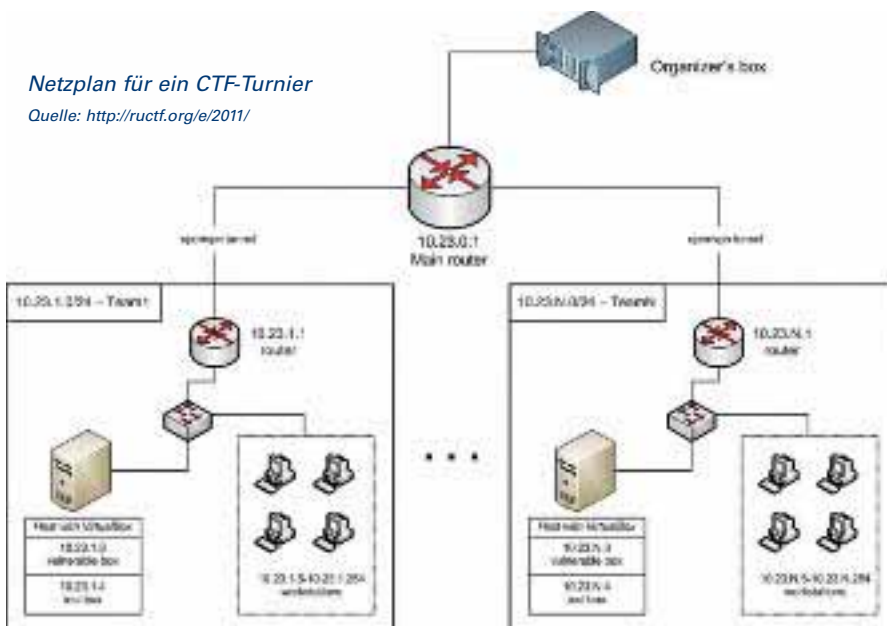 Netzplan für ein CTF-Turnier
Quelle: http://ructf.org/e/2011/
Organizer's box
10.23.0.1
Main router
openvpn tunnel
openvpn tunnel
10.23.1.0/24 – Team1
10.23.N.0/24 – TeamN
10.23.1.1
router
10.23.N.1
router
Host with VirtualBox
10.23.1.3
vulnerable box
10.23.1.4
10.23.1.5-10.23.1.254
workstations
Host with VirtualBox
10.23.N.3
vulnerable box
10.23.N.4
10.23.N.5-10.23.N.254
workstations